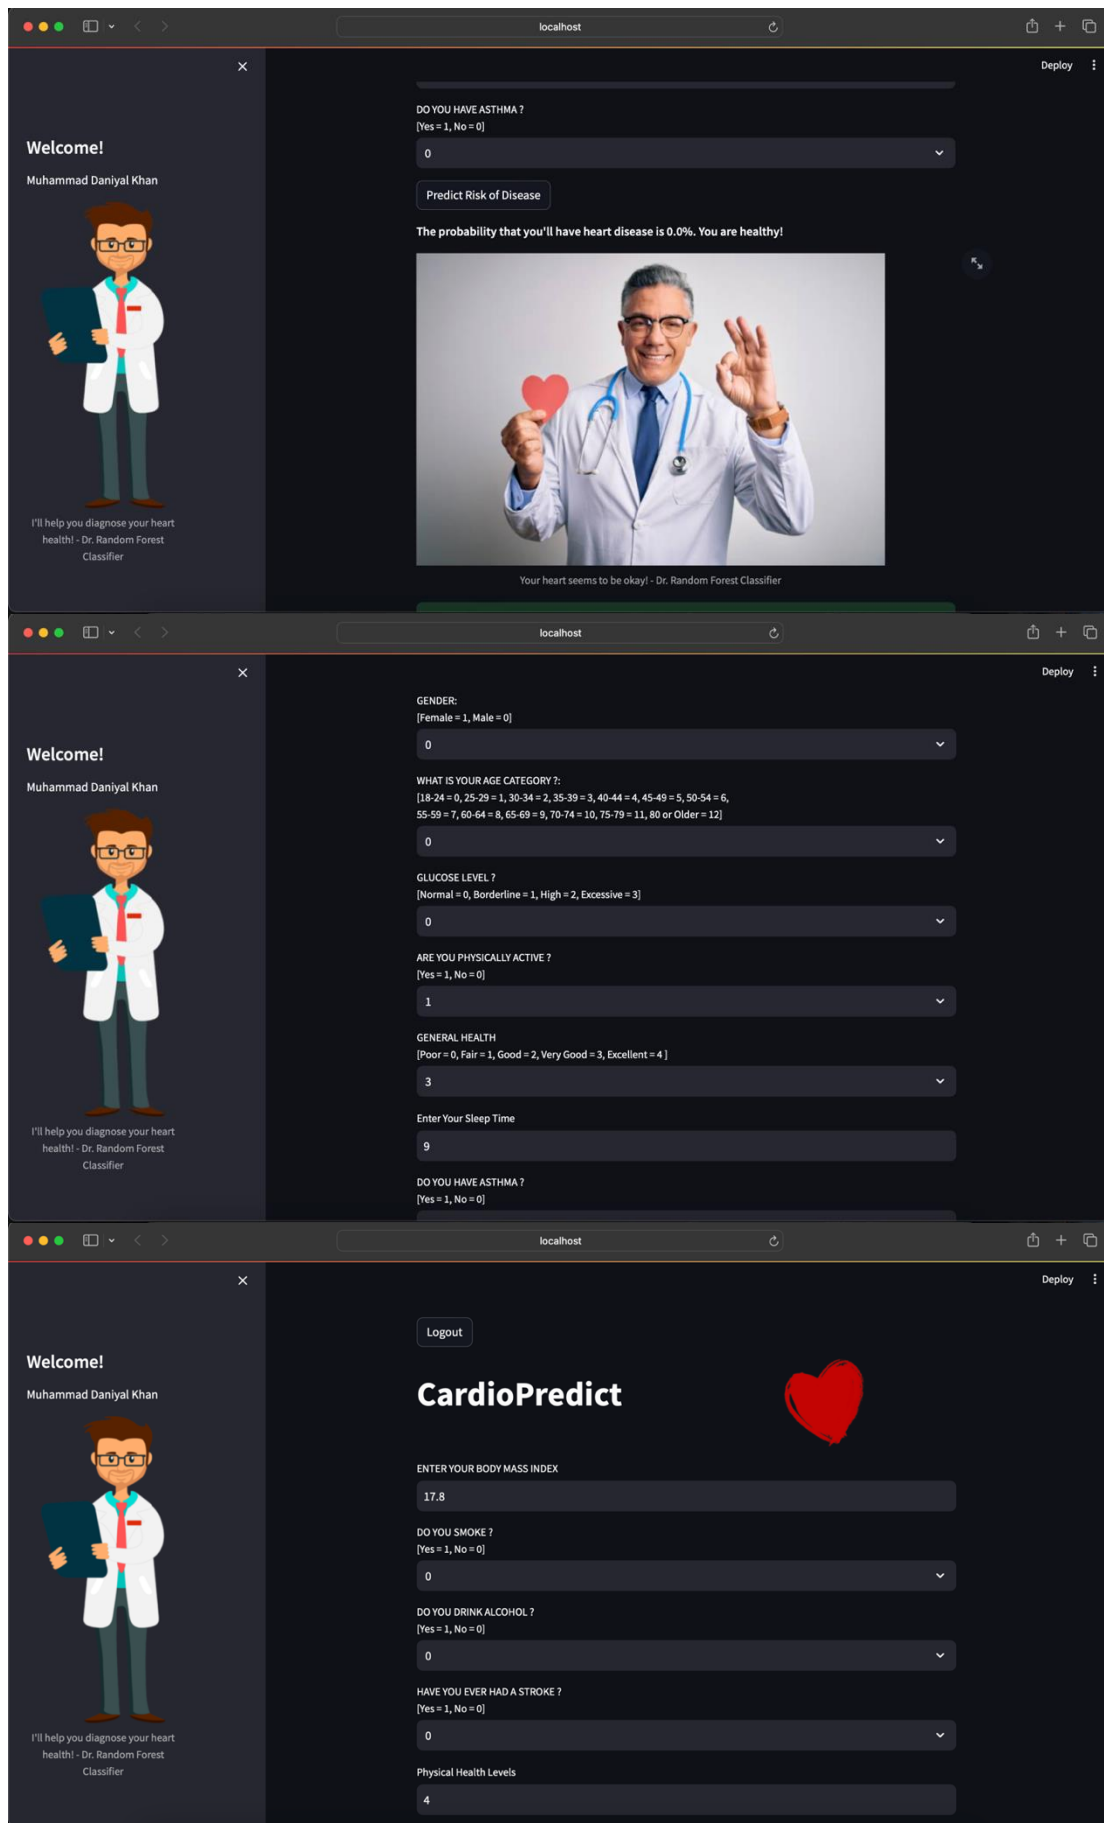 localhost
Deploy
Welcome!
Muhammad Daniyal Khan
I'll help you diagnose your heart
health! - Dr. Random Forest
Classifier
DO YOU HAVE ASTHMA ?
[Yes = 1, No = 0]
0
Predict Risk of Disease
The probability that you'll have heart disease is 0.0%. You are healthy!
Your heart seems to be okay! - Dr. Random Forest Classifier
localhost
Deploy
Welcome!
Muhammad Daniyal Khan
I'll help you diagnose your heart
health! - Dr. Random Forest
Classifier
GENDER:
[Female = 1, Male = 0]
0
WHAT IS YOUR AGE CATEGORY ?:
[18-24 = 0, 25-29 = 1, 30-34 = 2, 35-39 = 3, 40-44 = 4, 45-49 = 5, 50-54 = 6,
55-59 = 7, 60-64 = 8, 65-69 = 9, 70-74 = 10, 75-79 = 11, 80 or Older = 12]
0
GLUCOSE LEVEL ?
[Normal = 0, Borderline = 1, High = 2, Excessive = 3]
0
ARE YOU PHYSICALLY ACTIVE ?
[Yes = 1, No = 0]
1
GENERAL HEALTH
[Poor = 0, Fair = 1, Good = 2, Very Good = 3, Excellent = 4 ]
3
Enter Your Sleep Time
9
DO YOU HAVE ASTHMA ?
[Yes = 1, No = 0]
localhost
Deploy
Welcome!
Muhammad Daniyal Khan
I'll help you diagnose your heart
health! - Dr. Random Forest
Classifier
Logout
CardioPredict
ENTER YOUR BODY MASS INDEX
17.8
DO YOU SMOKE ?
[Yes = 1, No = 0]
0
DO YOU DRINK ALCOHOL ?
[Yes = 1, No = 0]
0
HAVE YOU EVER HAD A STROKE ?
[Yes = 1, No = 0]
0
Physical Health Levels
4